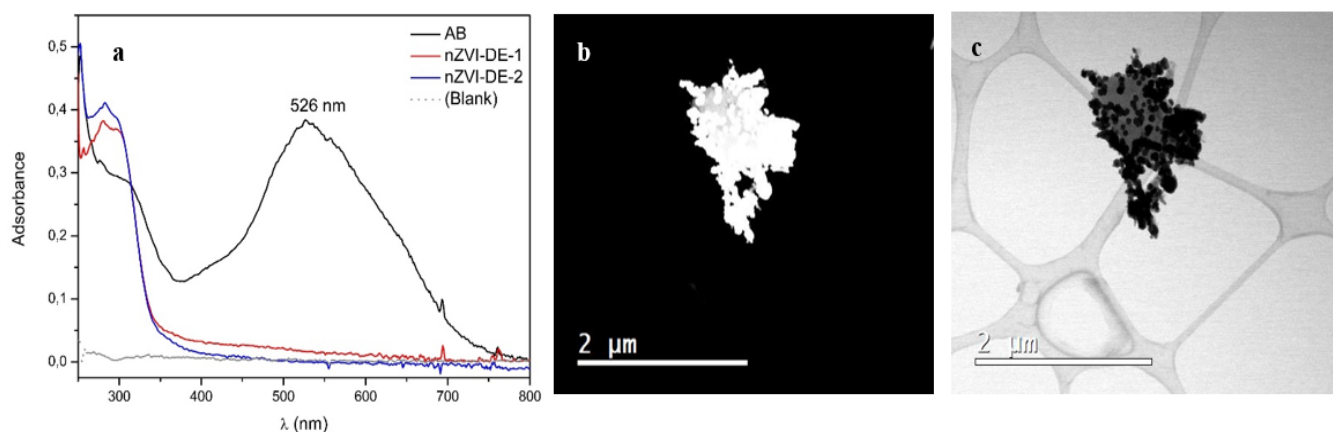 a
AB
nZVI-DE-1
nZVI-DE-2
(Blank)
526 nm
Adsorbance
0,5
0,4
0,3
0,2
0,1
0,0
300
400
500
600
700
800
λ (nm)
b
2 μm
c
2 μm